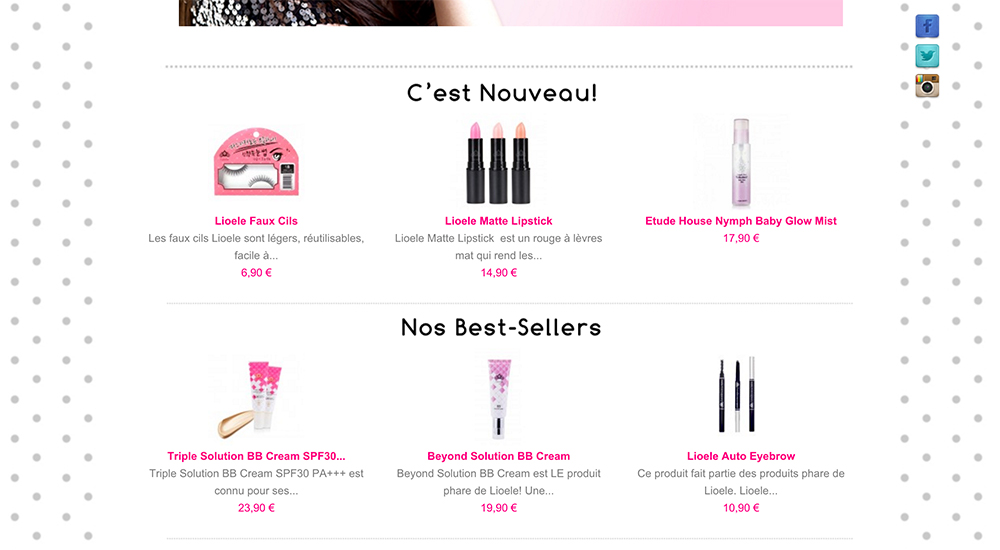 C’est Nouveau!
Lioele Faux Cils
Les faux cils Lioele sont légers, réutilisables,
facile à...
6,90 €
Lioele Matte Lipstick
Lioele Matte Lipstick  est un rouge à lèvres
mat qui rend les...
14,90 €
Etude House Nymph Baby Glow Mist
17,90 €
Nos Best-Sellers
Triple Solution BB Cream SPF30...
Triple Solution BB Cream SPF30 PA+++ est
connu pour ses...
23,90 €
Beyond Solution BB Cream
Beyond Solution BB Cream est LE produit
phare de Lioele! Une...
19,90 €
Lioele Auto Eyebrow
Ce produit fait partie des produits phare de
Lioele. Lioele...
10,90 €